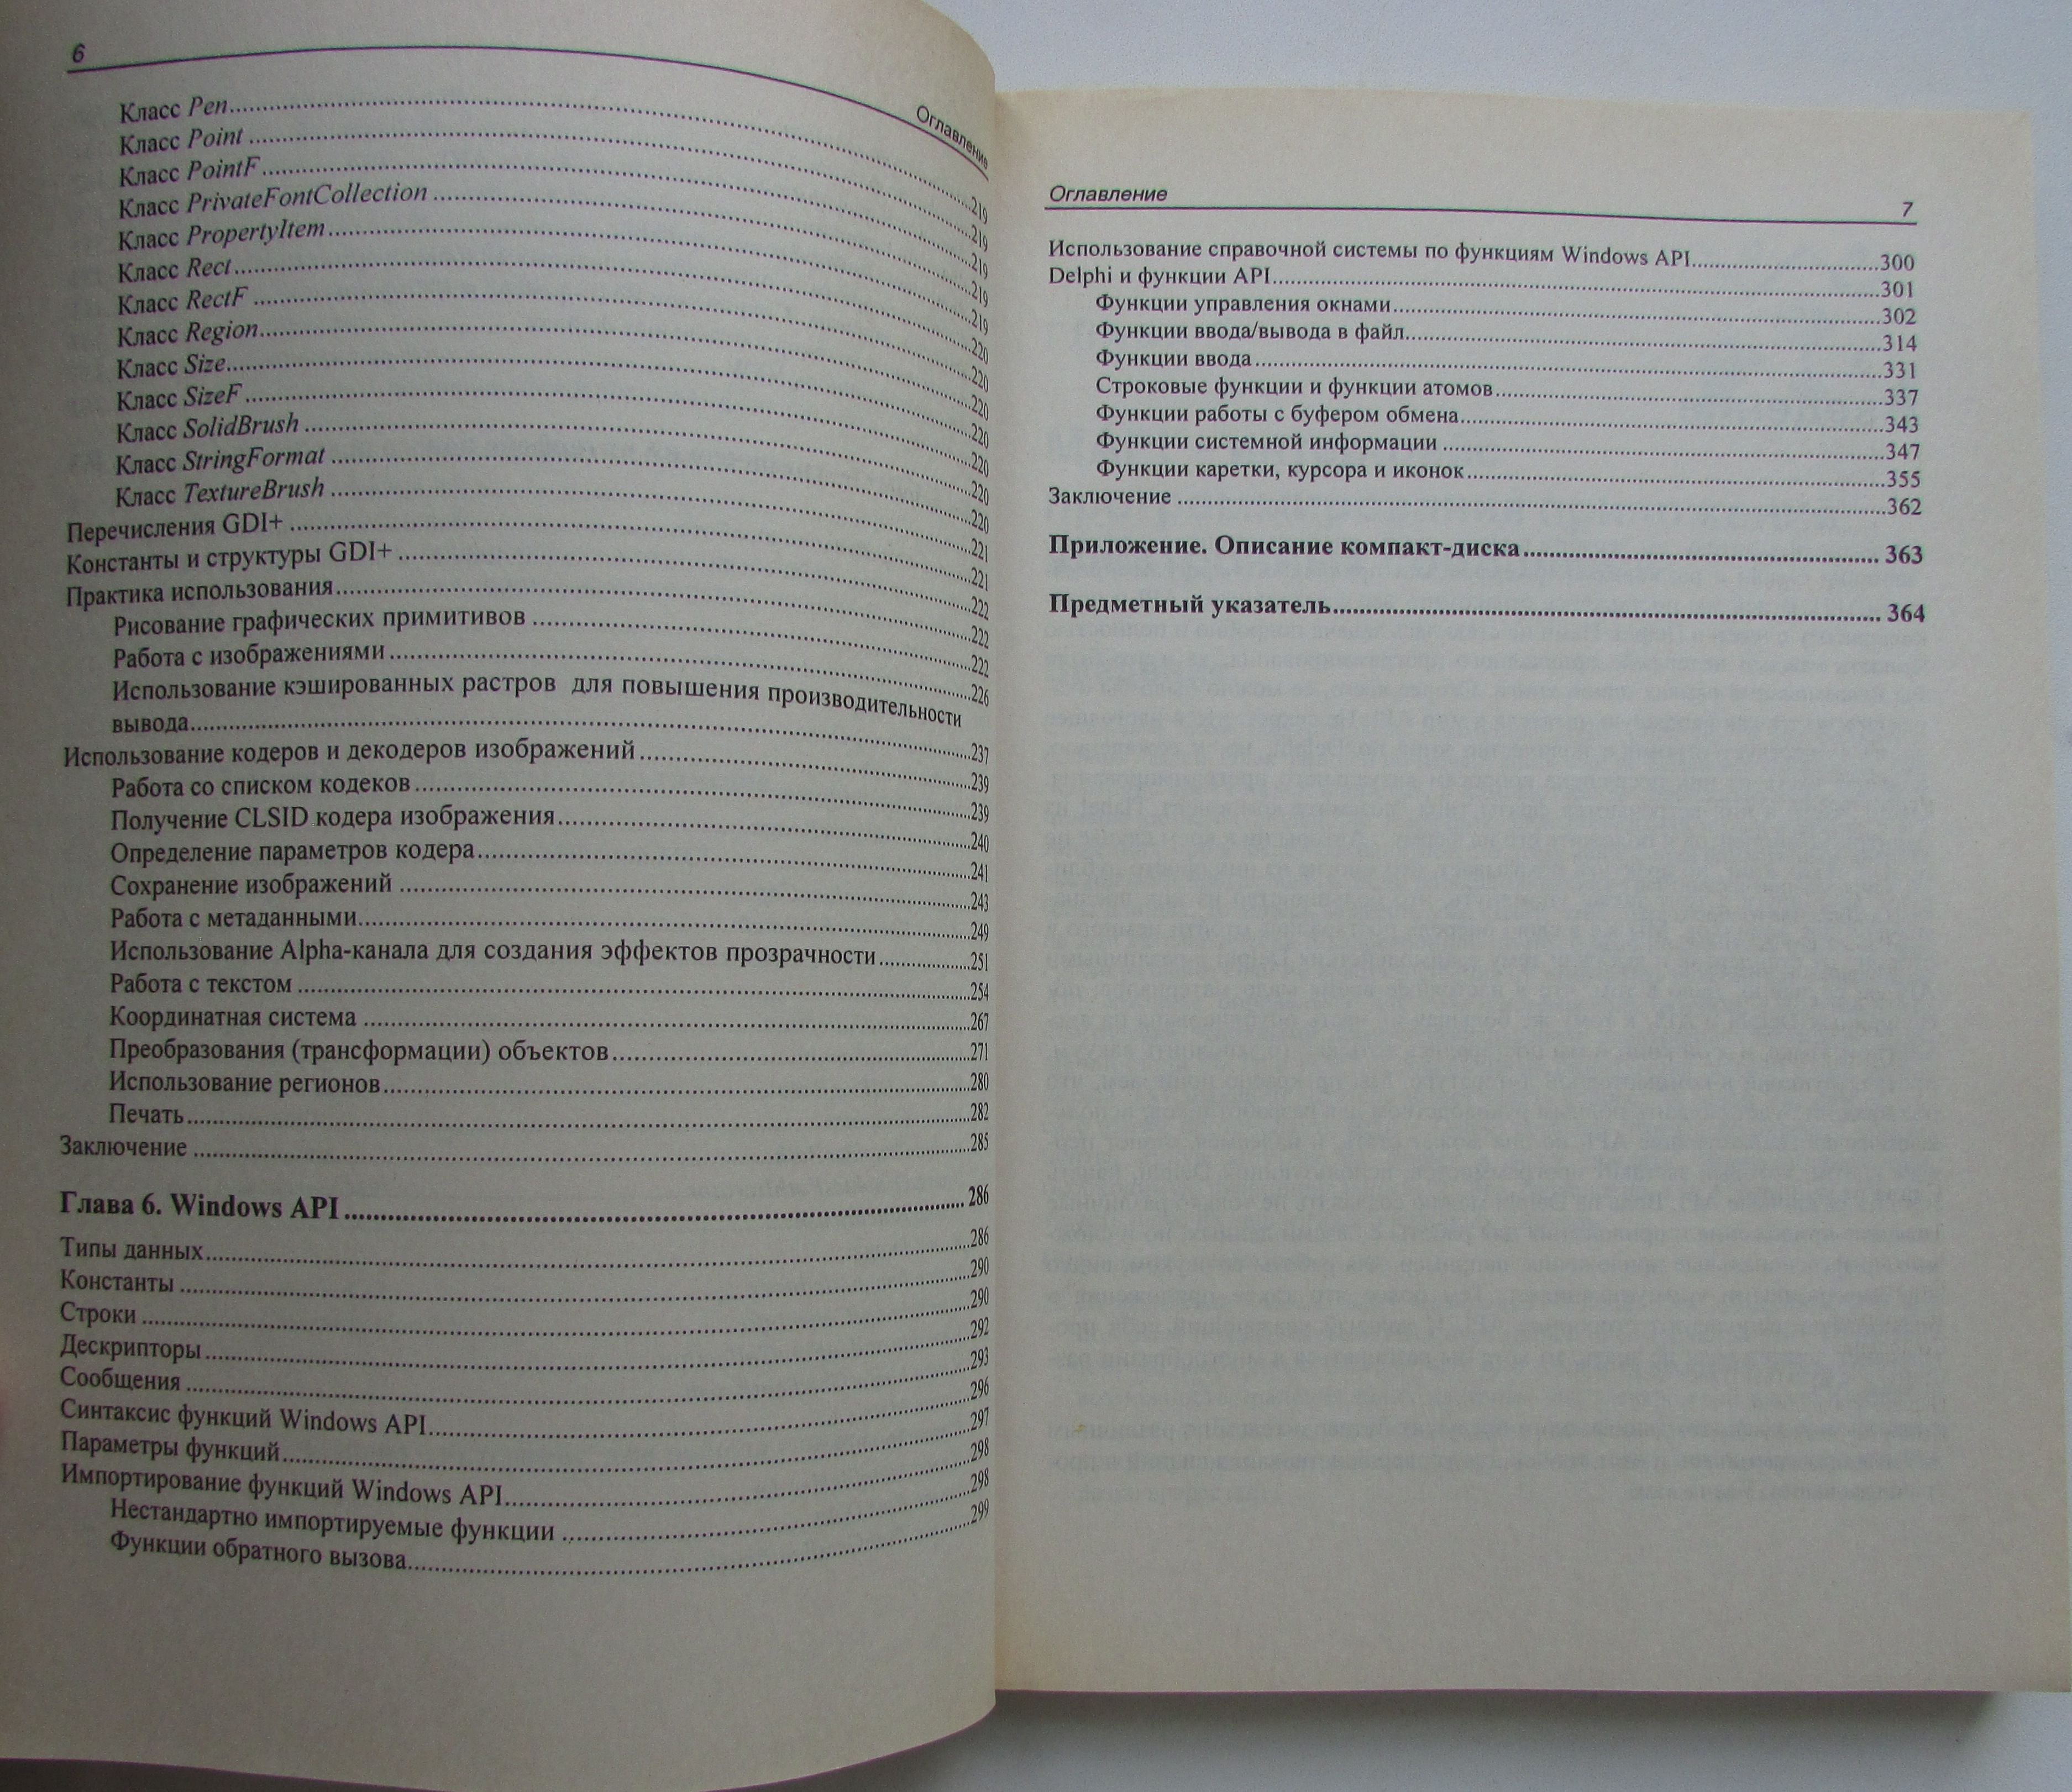 6
Оглавление
Класс Pen.....219
Класс Point.....219
Класс PointF.....219
Класс PrivateFontCollection.....219
Класс PropertyItem.....219
Класс Rect.....220
Класс RectF.....220
Класс Region.....220
Класс Size.....220
Класс SizeF.....220
Класс SolidBrush.....220
Класс StringFormat.....220
Класс TextureBrush.....221
Перечисления GDI+.....221
Константы и структуры GDI+.....222
Практика использования.....222
Рисование графических примитивов.....222
Работа с изображениями.....226
Использование кэшированных растров для повышения производительности
вывода.....237
Использование кодеров и декодеров изображений.....239
Работа со списком кодеков.....239
Получение CLSID кодера изображения.....240
Определение параметров кодера.....241
Сохранение изображений.....243
Работа с метаданными.....249
Использование Alpha-канала для создания эффектов прозрачности.....251
Работа с текстом.....254
Координатная система.....267
Преобразования (трансформации) объектов.....271
Использование регионов.....280
Печать.....282
Заключение.....285
Глава 6. Windows API.....286
Типы данных.....286
Константы.....290
Строки.....290
Дескрипторы.....292
Сообщения.....293
Синтаксис функций Windows API.....296
Параметры функций.....297
Импортирование функций Windows API.....298
Нестандартно импортируемые функции.....298
Функции обратного вызова.....299
Оглавление 7
Использование справочной системы по функциям Windows API.....300
Delphi и функции API.....301
Функции управления окнами.....302
Функции ввода/вывода в файл.....314
Функции ввода.....331
Строковые функции и функции атомов.....337
Функции работы с буфером обмена.....343
Функции системной информации.....347
Функции каретки, курсора и иконок.....355
Заключение.....362
Приложение. Описание компакт-диска.....363
Предметный указатель.....364